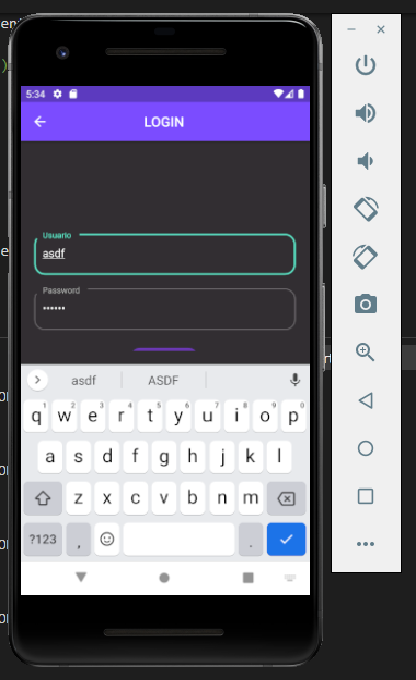 5:34
LOGIN
Usuario
asdf
Password
••••••
asdf ASDF
q 1 w 2 e 3 r 4 t 5 y 6 u 7 i 8 o 9 p 0
a s d f g h j k l
z x c v b n m
?123 , .